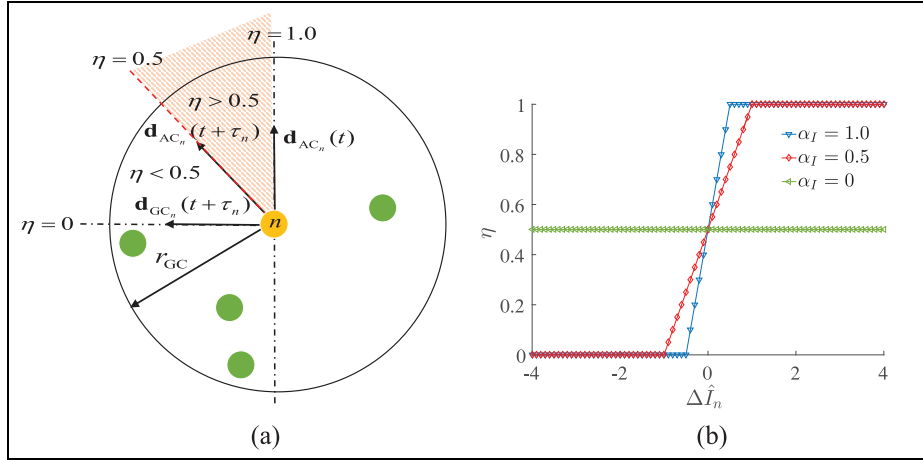 η = 1.0
η = 0.5
η > 0.5
d_AC_n (t + τ_n)
d_AC_n (t)
η < 0.5
d_GC_n (t + τ_n)
η = 0
n
r_GC
(a)
1
0.8
0.6
0.4
0.2
0
η
-4
-2
0
2
4
ΔÎ_n
α_I = 1.0
α_I = 0.5
α_I = 0
(b)